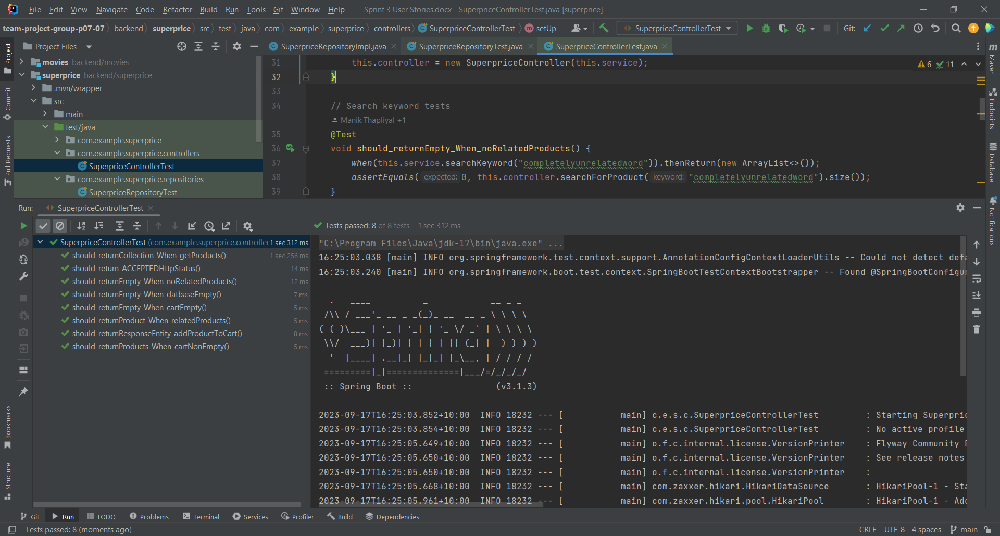 File Edit View Navigate Code Refactor Build Run Tools Git Window Help Sprint 3 User Stories.docx - SuperpriceControllerTest.java [superprice]
team-project-group-p07-07 backend superprice src test java com example superprice controllers SuperpriceControllerTest m setUp SuperpriceControllerTest Git:
Project Files
SuperpriceRepositoryImpl.java SuperpriceRepositoryTest.java SuperpriceControllerTest.java
Project
Commit
Pull Requests
Bookmarks
Structure
movies backend/movies
superprice backend/superprice
.mvn/wrapper
src
main
test/java
com.example.superprice
com.example.superprice.controllers
SuperpriceControllerTest
com.example.superprice.repositories
SuperpriceRepositoryTest
6 11
31 this.controller = new SuperpriceController(this.service);
32 }
33
34 // Search keyword tests
Manik Thapliyal +1
35 @Test
36 void should_returnEmpty_When_noRelatedProducts() {
37 when(this.service.searchKeyword("completelyunrelatedword")).thenReturn(new ArrayList<>());
38 assertEquals( expected: 0, this.controller.searchForProduct( keyword: "completelyunrelatedword").size());
39 }
m Maven
Endpoints
Database
Notifications
Run: SuperpriceControllerTest
Tests passed: 8 of 8 tests – 1 sec 312 ms
SuperpriceControllerTest (com.example.superprice.controller 1 sec 312 ms
should_returnCollection_When_getProducts() 1 sec 256 ms
should_return_ACCEPTEDHttpStatus() 14 ms
should_returnEmpty_When_noRelatedProducts() 12 ms
should_returnEmpty_When_datbaseEmpty() 7 ms
should_returnEmpty_When_cartEmpty() 5 ms
should_returnProduct_When_relatedProducts() 5 ms
should_returnResponseEntity_addProductToCart() 8 ms
should_returnProducts_When_cartNonEmpty() 5 ms
"C:\Program Files\Java\jdk-17\bin\java.exe" ...
16:25:03.038 [main] INFO org.springframework.test.context.support.AnnotationConfigContextLoaderUtils -- Could not detect defa
16:25:03.240 [main] INFO org.springframework.boot.test.context.SpringBootTestContextBootstrapper -- Found @SpringBootConfigur
  .   ____          _            __ _ _
 /\\ / ___'_ __ _ _(_)_ __  __ _ \ \ \ \
( ( )\___ | '_ | '_| | '_ \/ _` | \ \ \ \
 \\/  ___)| |_)| | | | | || (_| |  ) ) ) )
  '  |____| .__|_| |_|_| |_\__, | / / / /
 =========|_|==============|___/=/_/_/_/
 :: Spring Boot ::                (v3.1.3)
2023-09-17T16:25:03.852+10:00  INFO 18232 --- [           main] c.e.s.c.SuperpriceControllerTest         : Starting Superpric
2023-09-17T16:25:03.854+10:00  INFO 18232 --- [           main] c.e.s.c.SuperpriceControllerTest         : No active profile
2023-09-17T16:25:05.649+10:00  INFO 18232 --- [           main] o.f.c.internal.license.VersionPrinter    : Flyway Community E
2023-09-17T16:25:05.650+10:00  INFO 18232 --- [           main] o.f.c.internal.license.VersionPrinter    : See release notes
2023-09-17T16:25:05.650+10:00  INFO 18232 --- [           main] o.f.c.internal.license.VersionPrinter    :
2023-09-17T16:25:05.668+10:00  INFO 18232 --- [           main] com.zaxxer.hikari.HikariDataSource       : HikariPool-1 - Sta
2023-09-17T16:25:05.961+10:00  INFO 18232 --- [           main] com.zaxxer.hikari.pool.HikariPool        : HikariPool-1 - Add
Git Run TODO Problems Terminal Services Profiler Build Dependencies
Tests passed: 8 (moments ago) CRLF UTF-8 4 spaces main